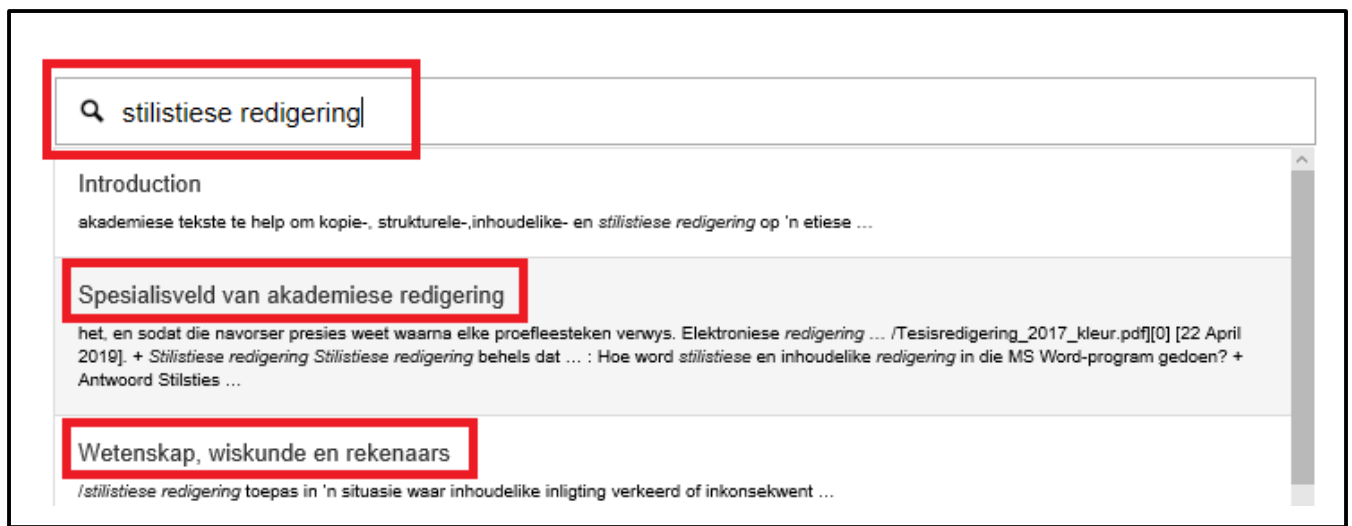 stilistiese redigering
Introduction
akademiese tekste te help om kopie-, strukturele-,inhoudelike- en stilistiese redigering op 'n etiese ...
Spesialisveld van akademiese redigering
het, en sodat die navorser presies weet waarna elke proefleesteken verwys. Elektroniese redigering ... /Tesisredigering_2017_kleur.pdf][0] [22 April
2019]. + Stilistiese redigering Stilistiese redigering behels dat ... : Hoe word stilistiese en inhoudelike redigering in die MS Word-program gedoen? +
Antwoord Stilsties ...
Wetenskap, wiskunde en rekenaars
/stilistiese redigering toepas in 'n situasie waar inhoudelike inligting verkeerd of inkonsekwent ...